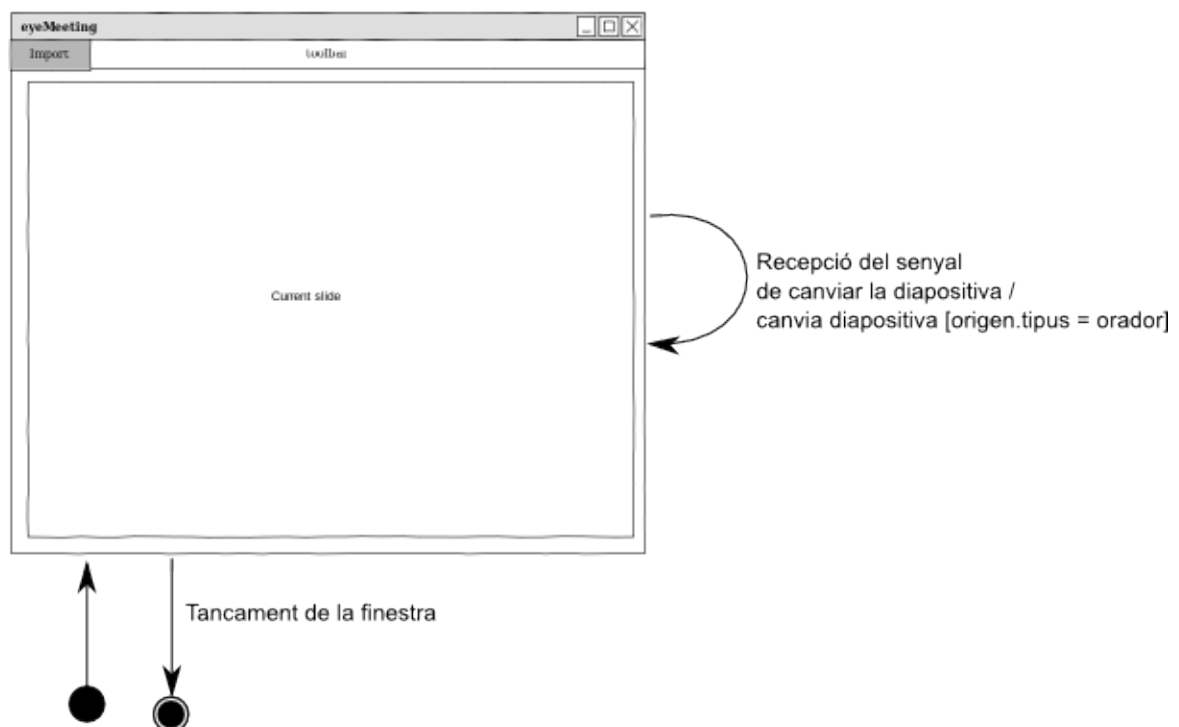 eyeMeeting
Import
toolbar
Current slide
Recepció del senyal
de canviar la diapositiva /
canvia diapositiva [origen.tipus = orador]
Tancament de la finestra